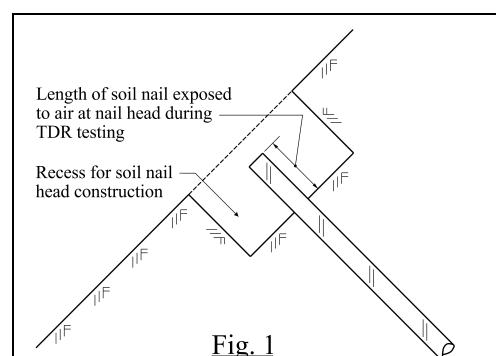 Length of soil nail exposed
to air at nail head during
TDR testing
Recess for soil nail
head construction
Fig. 1